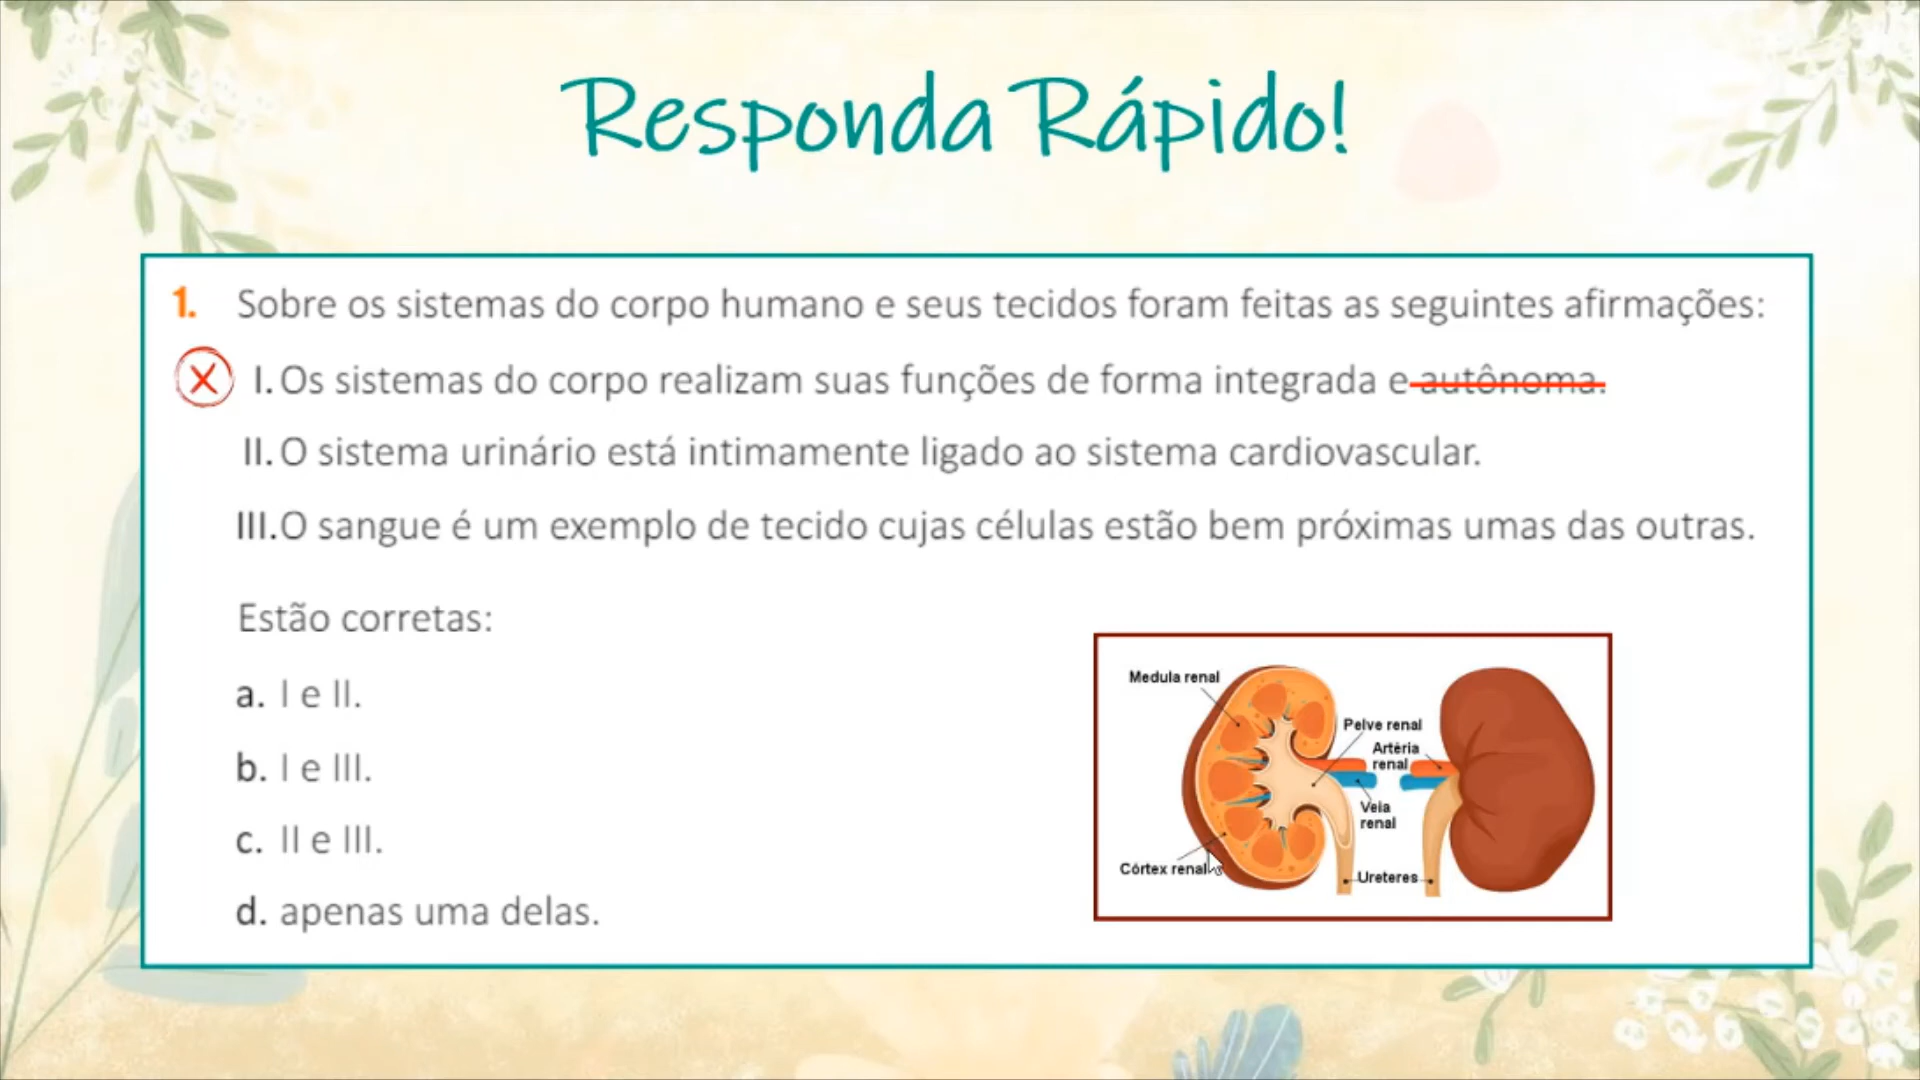 Responda Rápido!
1. Sobre os sistemas do corpo humano e seus tecidos foram feitas as seguintes afirmações:
I. Os sistemas do corpo realizam suas funções de forma integrada e autônoma.
II. O sistema urinário está intimamente ligado ao sistema cardiovascular.
III. O sangue é um exemplo de tecido cujas células estão bem próximas umas das outras.
Estão corretas:
a. I e II.
b. I e III.
c. II e III.
d. apenas uma delas.
Medula renal
Pelve renal
Artéria
renal
Veia
renal
Córtex renal
Ureteres